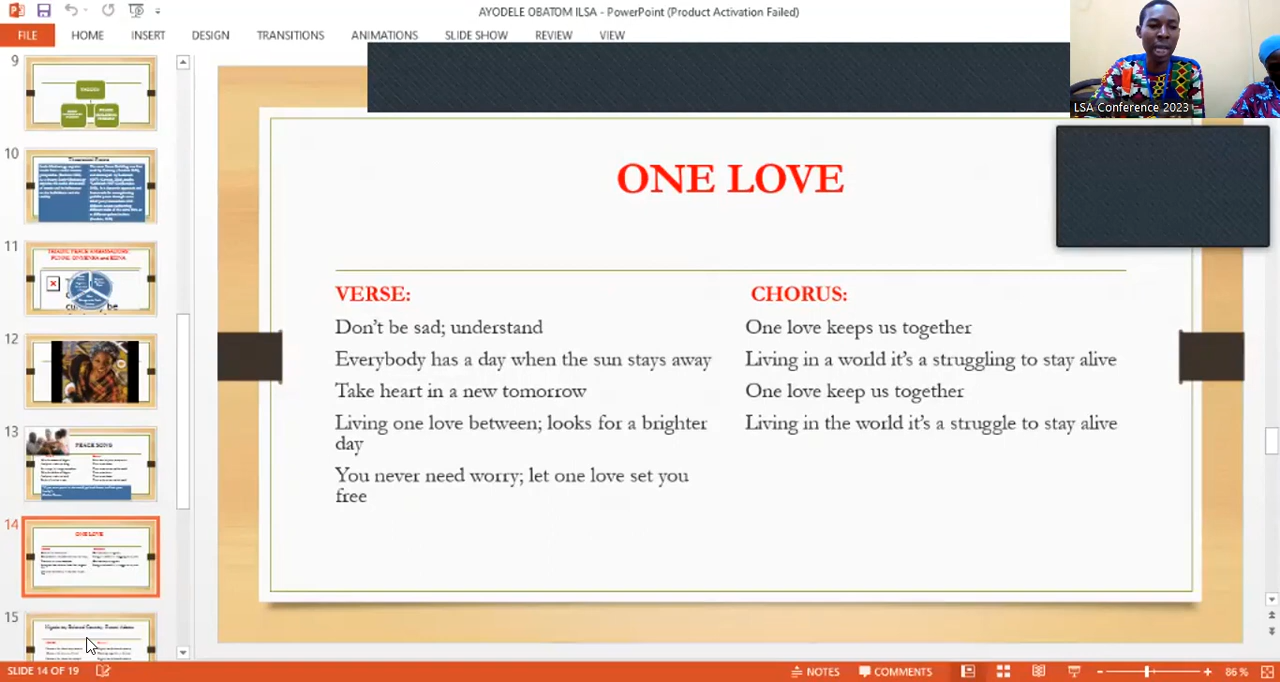 AYODELE OBATOM ILSA - PowerPoint (Product Activation Failed)
FILE HOME INSERT DESIGN TRANSITIONS ANIMATIONS SLIDE SHOW REVIEW VIEW
LSA Conference 2023
9
10
11
12
13
PEACE SONG
14
ONE LOVE
15
ONE LOVE
VERSE:
Don't be sad; understand
Everybody has a day when the sun stays away
Take heart in a new tomorrow
Living one love between; looks for a brighter
day
You never need worry; let one love set you
free
CHORUS:
One love keeps us together
Living in a world it's a struggling to stay alive
One love keep us together
Living in the world it's a struggle to stay alive
SLIDE 14 OF 19
NOTES COMMENTS 86 %